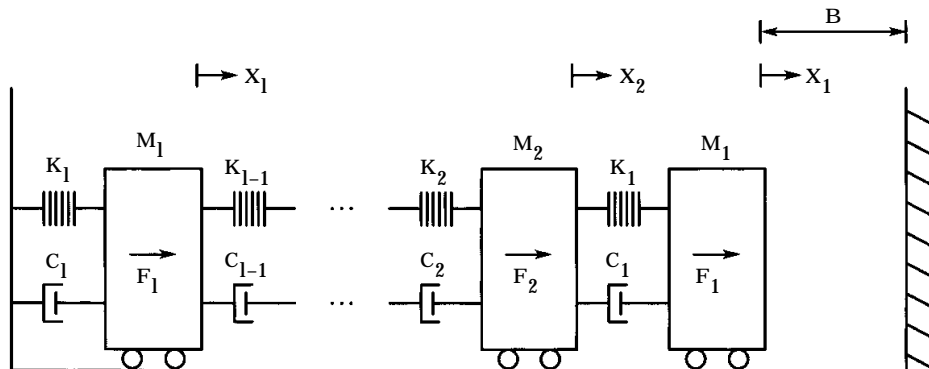 B
X_l X_2 X_1
M_l M_2 M_1
K_l K_{l-1} K_2 K_1
...
F_l F_2 F_1
C_l C_{l-1} C_2 C_1
...